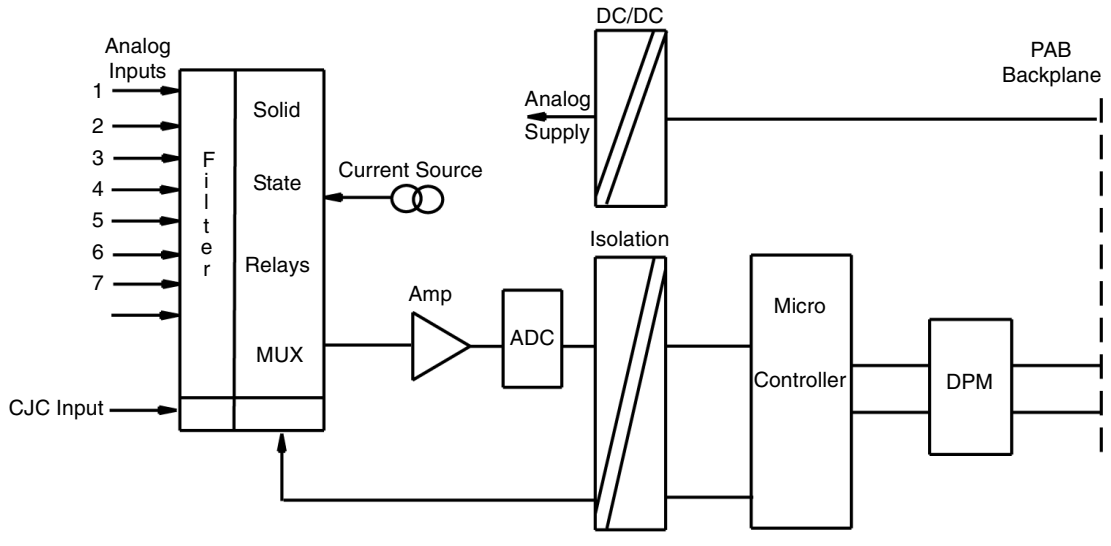 DC/DC
Analog
Inputs
PAB
Backplane
1
2
3
4
5
6
7
Filter
Solid
State
Relays
MUX
Analog
Supply
Current Source
Isolation
Amp
ADC
Micro
Controller
DPM
CJC Input